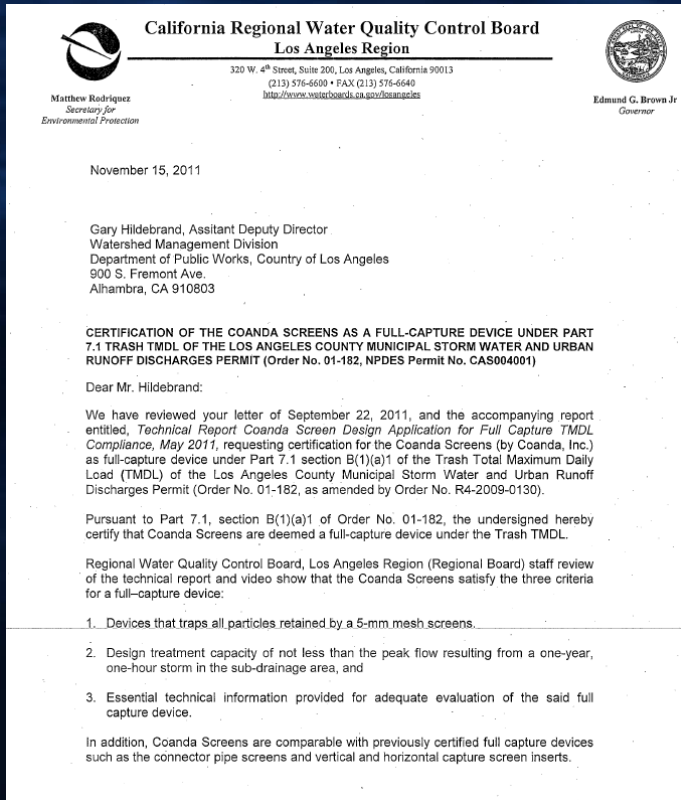 California Regional Water Quality Control Board
Los Angeles Region
320 W. 4th Street, Suite 200, Los Angeles, California 90013
(213) 576-6600 • FAX (213) 576-6640
http://www.waterboards.ca.gov/losangeles
Matthew Rodriquez
Secretary for
Environmental Protection
Edmund G. Brown Jr
Governor
November 15, 2011
Gary Hildebrand, Assitant Deputy Director
Watershed Management Division
Department of Public Works, Country of Los Angeles
900 S. Fremont Ave.
Alhambra, CA 910803
CERTIFICATION OF THE COANDA SCREENS AS A FULL-CAPTURE DEVICE UNDER PART
7.1 TRASH TMDL OF THE LOS ANGELES COUNTY MUNICIPAL STORM WATER AND URBAN
RUNOFF DISCHARGES PERMIT (Order No. 01-182, NPDES Permit No. CAS004001)
Dear Mr. Hildebrand:
We have reviewed your letter of September 22, 2011, and the accompanying report
entitled, Technical Report Coanda Screen Design Application for Full Capture TMDL
Compliance, May 2011, requesting certification for the Coanda Screens (by Coanda, Inc.)
as full-capture device under Part 7.1 section B(1)(a)1 of the Trash Total Maximum Daily
Load (TMDL) of the Los Angeles County Municipal Storm Water and Urban Runoff
Discharges Permit (Order No. 01-182, as amended by Order No. R4-2009-0130).
Pursuant to Part 7.1, section B(1)(a)1 of Order No. 01-182, the undersigned hereby
certify that Coanda Screens are deemed a full-capture device under the Trash TMDL.
Regional Water Quality Control Board, Los Angeles Region (Regional Board) staff review
of the technical report and video show that the Coanda Screens satisfy the three criteria
for a full–capture device:
1. Devices that traps all particles retained by a 5-mm mesh screens.
2. Design treatment capacity of not less than the peak flow resulting from a one-year,
one-hour storm in the sub-drainage area, and
3. Essential technical information provided for adequate evaluation of the said full
capture device.
In addition, Coanda Screens are comparable with previously certified full capture devices
such as the connector pipe screens and vertical and horizontal capture screen inserts.